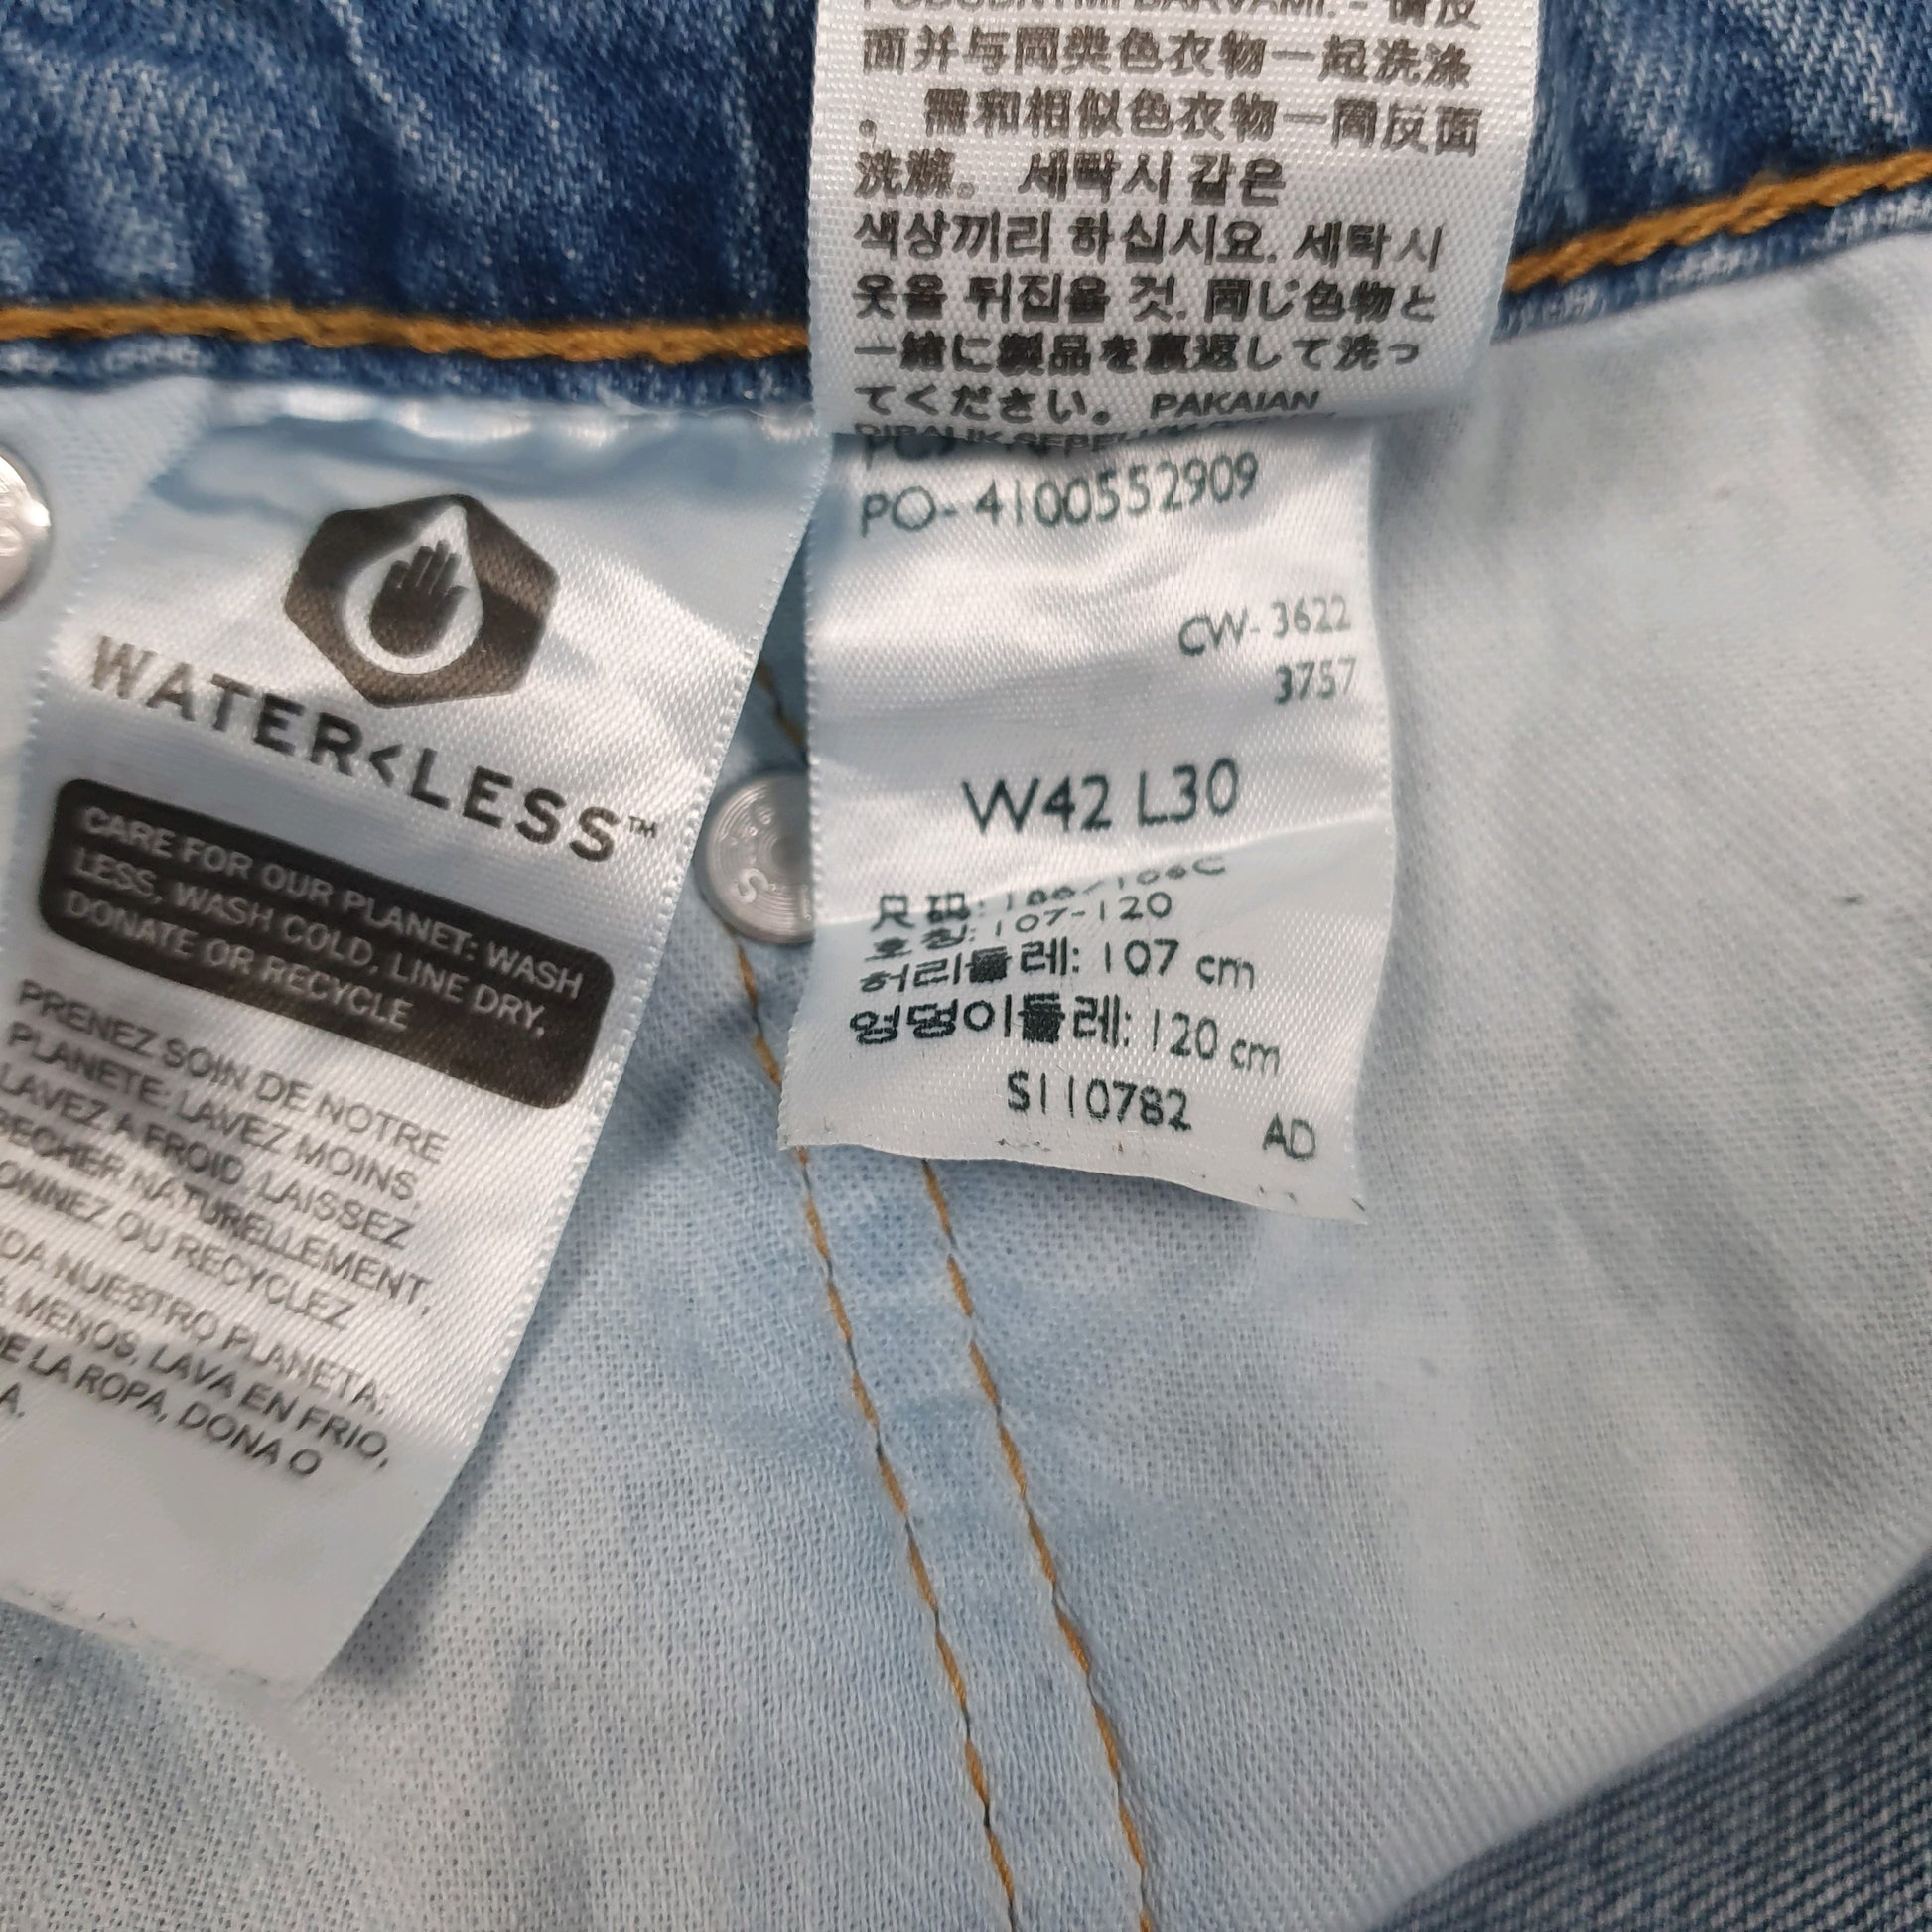 WATER<LESS™
CARE FOR OUR PLANET: WASH
LESS, WASH COLD, LINE DRY,
DONATE OR RECYCLE
PRENEZ SOIN DE NOTRE
PLANETE: LAVEZ MOINS,
LAVEZ A FROID, LAISSEZ
SECHER NATURELLEMENT,
ONNEZ OU RECYCLEZ
DA NUESTRO PLANETA:
A MENOS, LAVA EN FRIO,
E LA ROPA, DONA O
A.
面并与同类色衣物一起洗涤
。 需和相似色衣物一同反面
洗滌。 세탁시 같은
색상끼리 하십시요. 세탁시
옷을 뒤집을 것. 同じ色物と
一緒に製品を裏返して洗っ
てください。 PAKAIAN
PO-4100552909
CW-3622
3757
W42 L30
尺码:
호칭: 107-120
허리둘레: 107 cm
엉덩이둘레: 120 cm
S110782 AD